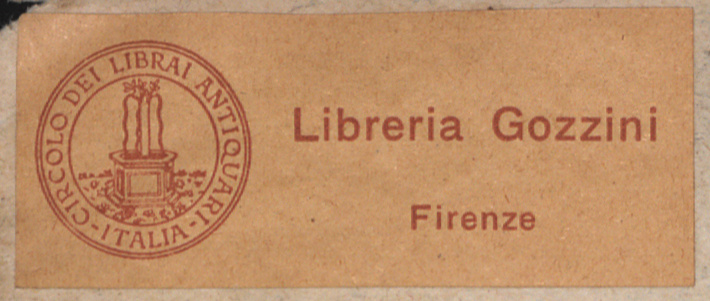 CIRCOLO DEI LIBRAI ANTIQUARI
- ITALIA -
Libreria Gozzini
Firenze